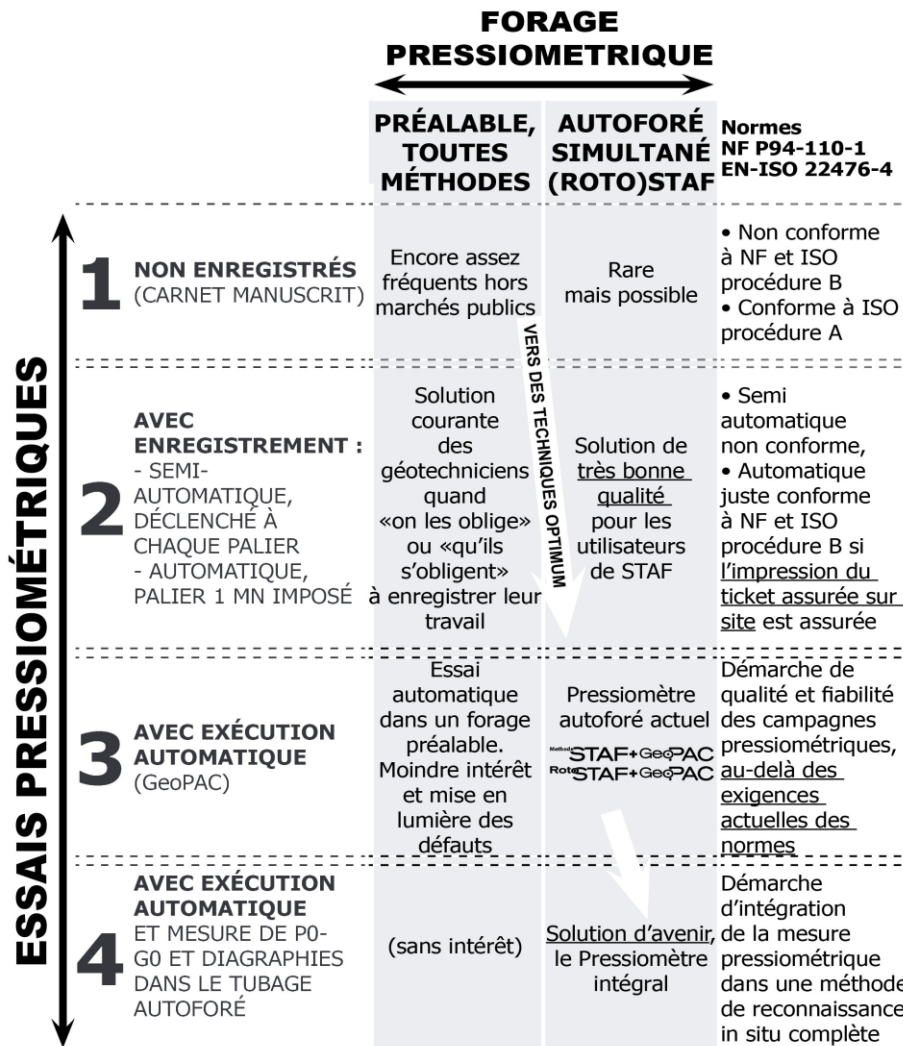 FORAGE
PRESSIOMETRIQUE
PRÉALABLE,
TOUTES
MÉTHODES
AUTOFORÉ
SIMULTANÉ
(ROTO)STAF
Normes
NF P94-110-1
EN-ISO 22476-4
ESSAIS PRESSIOMÉTRIQUES
1
NON ENREGISTRÉS
(CARNET MANUSCRIT)
Encore assez
fréquents hors
marchés publics
Rare
mais possible
• Non conforme
à NF et ISO
procédure B
• Conforme à ISO
procédure A
VERS DES TECHNIQUES OPTIMUM
2
AVEC
ENREGISTREMENT :
- SEMI-
AUTOMATIQUE,
DÉCLENCHÉ À
CHAQUE PALIER
- AUTOMATIQUE,
PALIER 1 MN IMPOSÉ
Solution
courante
des
géotechniciens
quand
«on les oblige»
ou «qu'ils
s'obligent»
à enregistrer leur
travail
Solution de
très bonne
qualité
pour les
utilisateurs
de STAF
• Semi
automatique
non conforme,
• Automatique
juste conforme
à NF et ISO
procédure B si
l'impression du
ticket assurée sur
site est assurée
3
AVEC EXÉCUTION
AUTOMATIQUE
(GeoPAC)
Essai
automatique
dans un forage
préalable.
Moindre intérêt
et mise en
lumière des
défauts
Pressiomètre
autoforé actuel
STAF+GeoPAC
RotoSTAF+GeoPAC
Démarche de
qualité et fiabilité
des campagnes
pressiométriques,
au-delà des
exigences
actuelles des
normes
4
AVEC EXÉCUTION
AUTOMATIQUE
ET MESURE DE P0-
G0 ET DIAGRAPHIES
DANS LE TUBAGE
AUTOFORÉ
(sans intérêt)
Solution d'avenir,
le Pressiomètre
intégral
Démarche
d'intégration
de la mesure
pressiométrique
dans une méthode
de reconnaissance
in situ complète